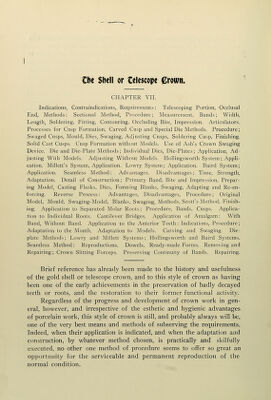 The Shell or Telescope Crown.
CHAPTER VII.
Indications, Contraindications, Requirements; Telescoping Portion, Occlusal
End, Methods: Sectional Method, Procedure; Measurement, Bands; Width,
Length, Soldering, Fitting, Contouring, Occluding Bite, Impression Articulators.
Processes for Cusp Formation, Carved Cusp and Special Die Methods. Procedure;
Swaged Cusps, Mould, Dies, Swaging, Adjusting Cusps, Soldering Cusp, Finishing.
Solid Cast Cusps. Cusp Formation without Models. Use of Ash's Crown Swaging
Device. Die and Die-Plate Methods: Individual Dies, Die-Plates; Application, Ad-
justing With Models. Adjusting Without Models Hollingsworth System; Appli-
cation. Millett's System, Application. Lowry System; Application. Baird System;
Application. Seamless Method: Advantages. Disadvantages; Time, Strength,
Adaptation. Detail of Construction; Primary Band, Bite and Impression, Prepar-
ing Model, Casting Flasks, Dies, Forming Blanks, Swaging, Adapting and Re-en-
forcing. Reverse Process: Advantages, Disadvantages, Procedure; Original
Model, Mould, Swaging-Model, Blanks, Swaging Methods, Scott's Method, Finish-
ing. Application to Separated Molar Roots; Procedure, Bands, Cusps. Applica-
tion to Individual Roots. Cantilever Bridges. Application of Amalgam: With
Band, Without Band. Application to the Anterior Teeth: Indications, Procedure;
Adaptation to the Mouth, Adaptation to Models. Carving and Swaging. Die-
plate Methods; Lowry and Millett Systems; Hollingsworth and Baird Systems.
Seamless Method: Reproductions, Dowels, Ready-made Forms. Removing and
Repairing; Crown Slitting Forceps. Preserving Continuity of Bands. Repairing.
Brief reference has already been made to the history and usefulness
of the gold shell or telescope crown, and to this style of crown as having
been one of the early achievements in the preservation of badly decayed
teeth or roots, and the restoration to their former functional activity.
Regardless of the progress and development of crown work in gen-
eral, however, and irrespective of the esthetic and hygienic advantages
of porcelain work, this style of crown is still, and probably always will be,
one of the very best means and methods of subserving the requirements,
Indeed, when their application is indicated, and when the adaptation and
construction, by whatever method chosen, is practically and skilfully
executed, no other one method of procedure seems to offer so great an
opportunity for the serviceable and permanent reproduction of the
normal condition.